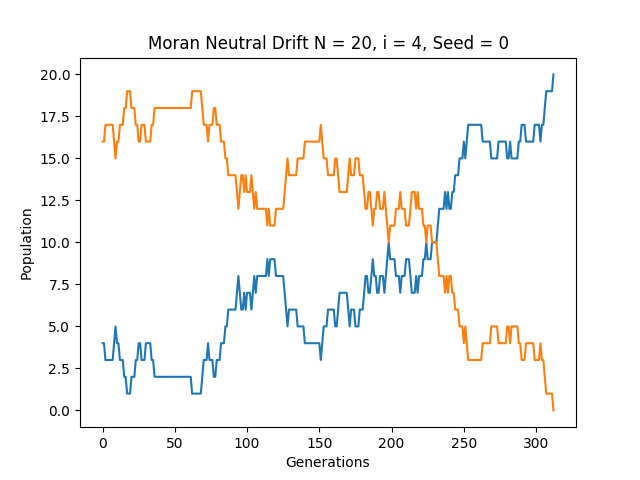 Moran Neutral Drift N = 20, i = 4, Seed = 0
20.0
17.5
15.0
12.5
10.0
7.5
5.0
2.5
0.0
Population
0 50 100 150 200 250 300
Generations